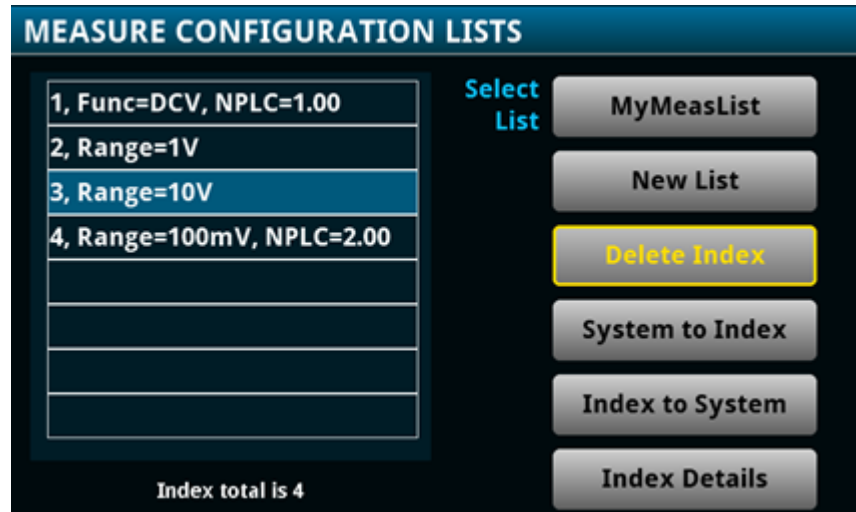 MEASURE CONFIGURATION LISTS
1, Func=DCV, NPLC=1.00
2, Range=1V
3, Range=10V
4, Range=100mV, NPLC=2.00
Index total is 4
Select
List
MyMeasList
New List
Delete Index
System to Index
Index to System
Index Details